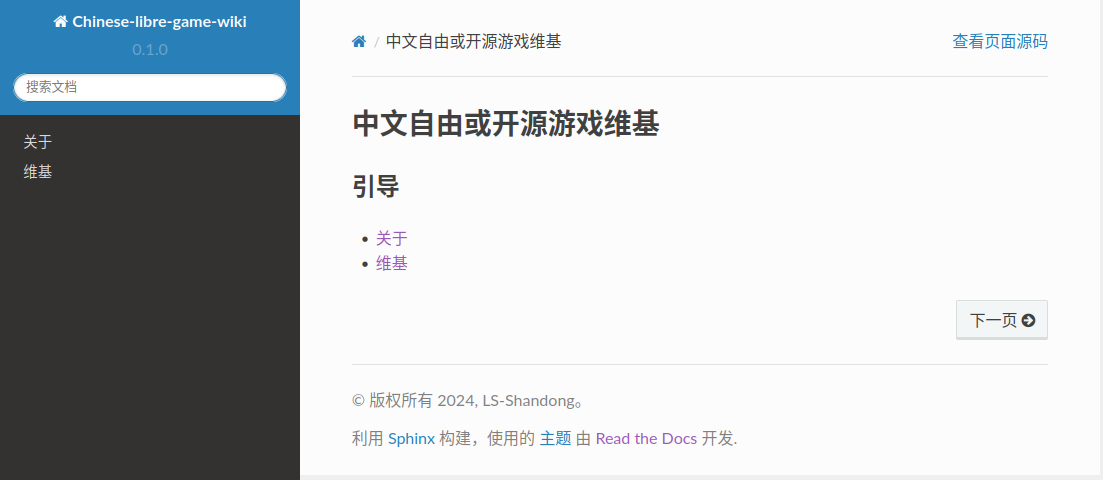 Chinese-libre-game-wiki
0.1.0
搜索文档
关于
维基
/ 中文自由或开源游戏维基
查看页面源码
中文自由或开源游戏维基
引导
• 关于
• 维基
下一页
© 版权所有 2024, LS-Shandong。
利用 Sphinx 构建，使用的 主题 由 Read the Docs 开发.